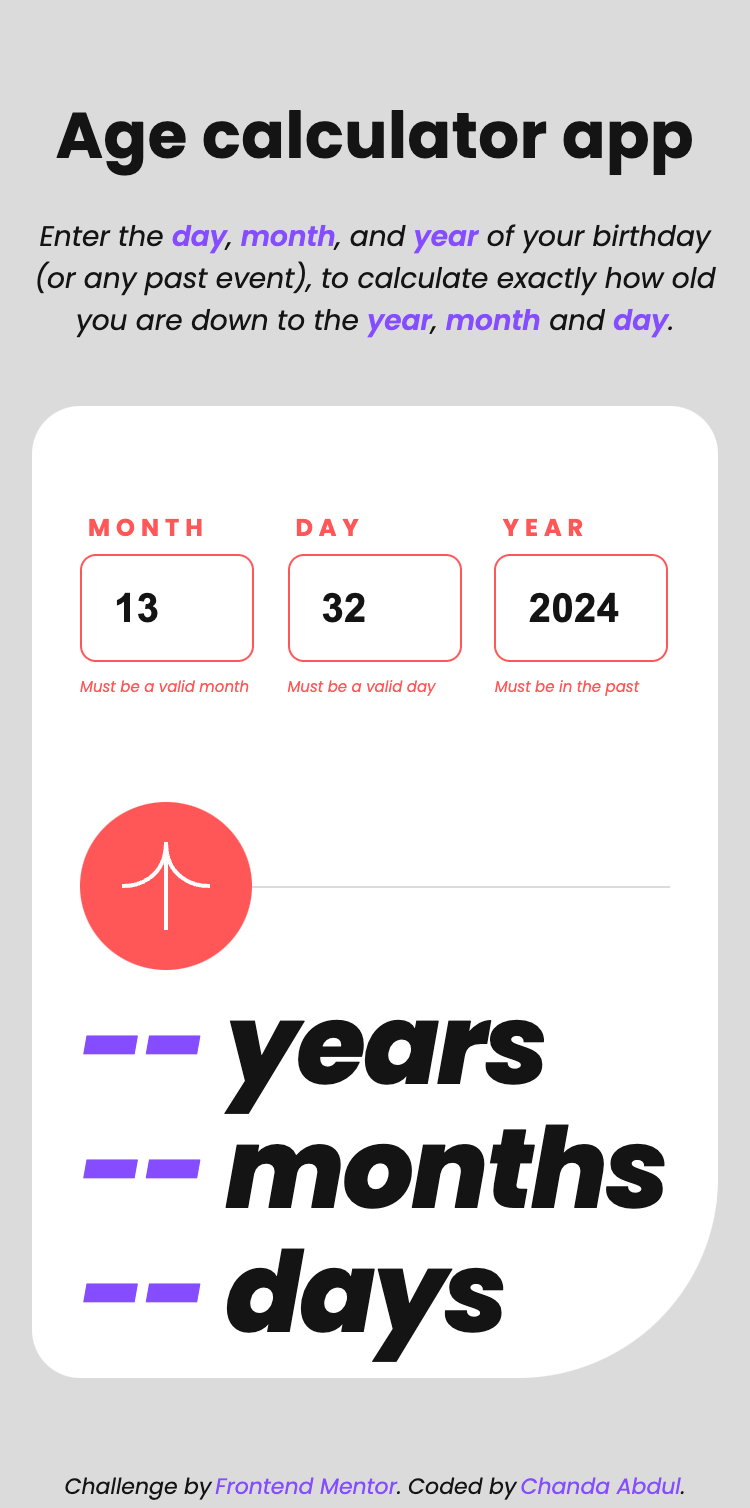 Age calculator app
Enter the day, month, and year of your birthday
(or any past event), to calculate exactly how old
you are down to the year, month and day.
MONTH DAY YEAR
13 32 2024
Must be a valid month Must be a valid day Must be in the past
-- years
-- months
-- days
Challenge by Frontend Mentor. Coded by Chanda Abdul.